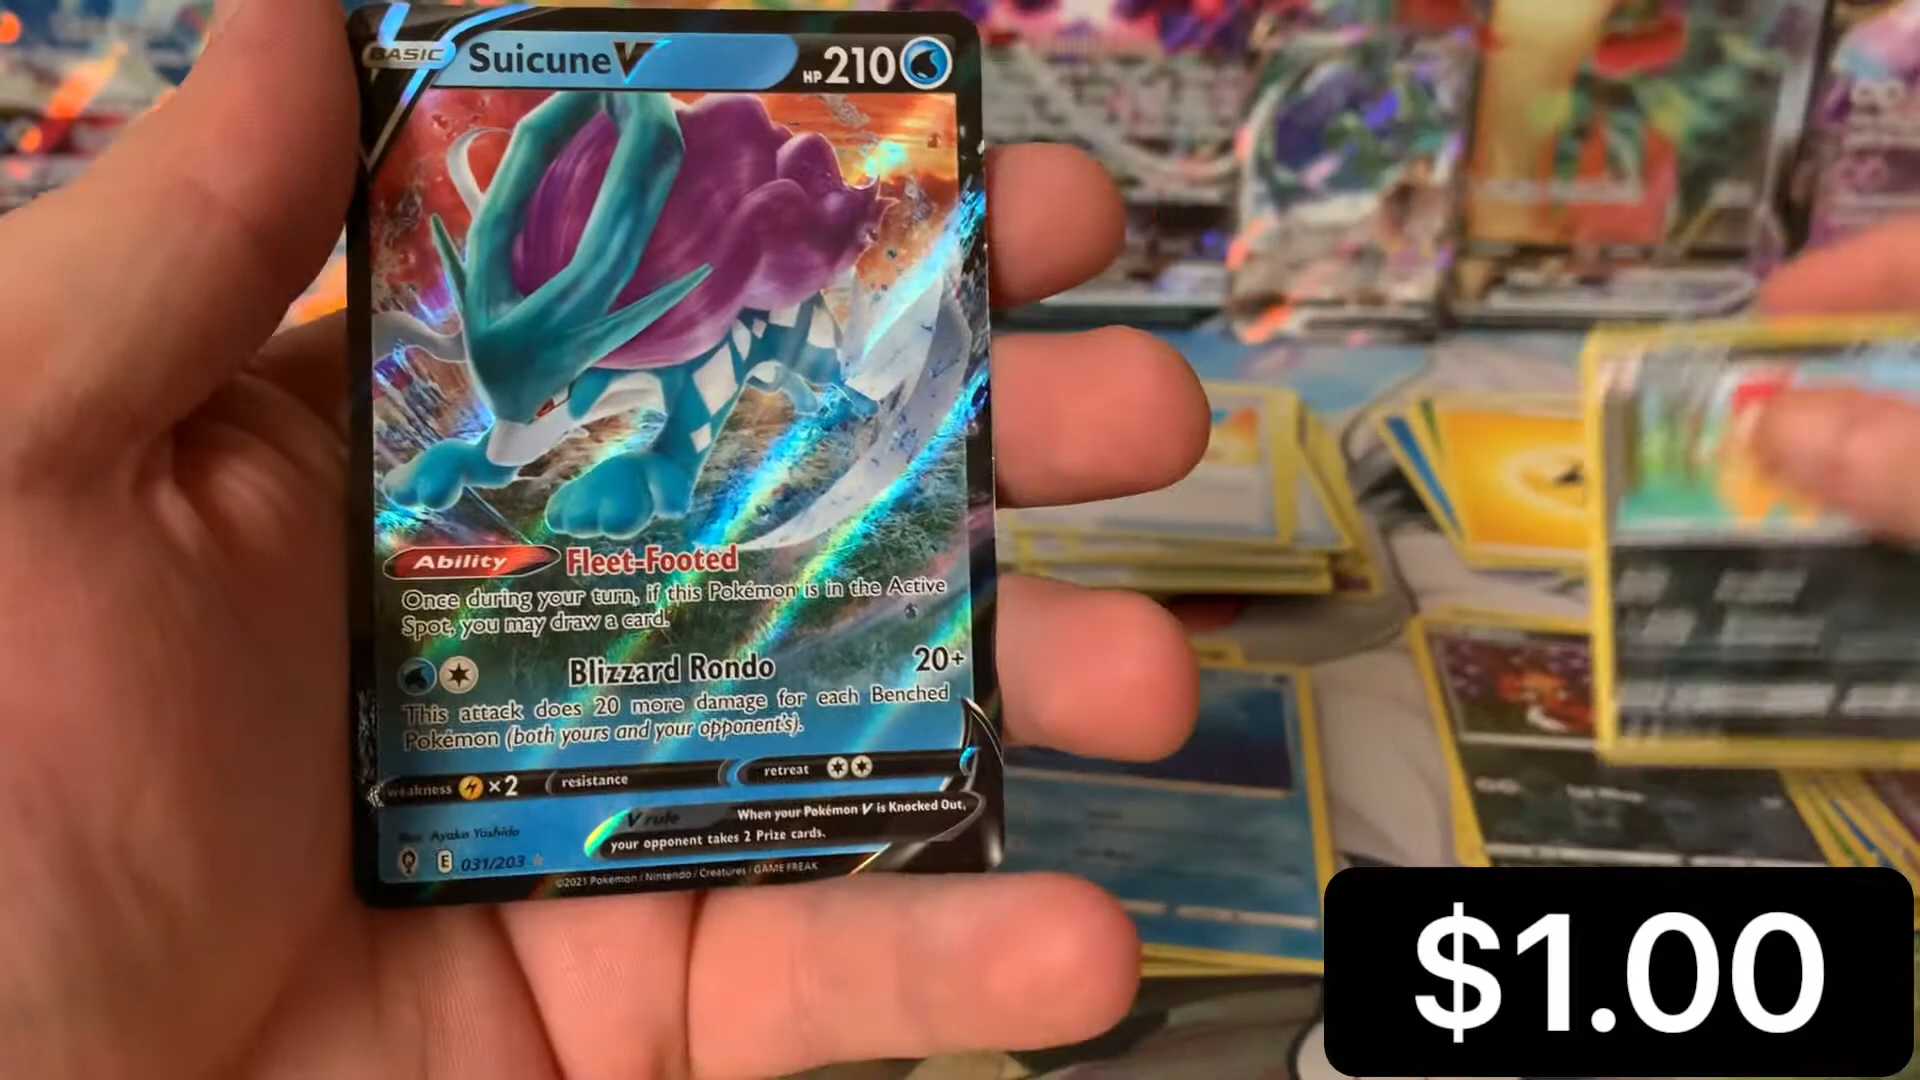 BASIC Suicune V HP 210
Ability Fleet-Footed
Once during your turn, if this Pokémon is in the Active
Spot, you may draw a card.
Blizzard Rondo 20+
This attack does 20 more damage for each Benched
Pokémon (both yours and your opponent's).
weakness ×2 resistance retreat
V rule When your Pokémon V is Knocked Out,
your opponent takes 2 Prize cards.
Illus. Ayaka Yoshida
E 031/203 ★
©2021 Pokémon / Nintendo / Creatures / GAME FREAK
$1.00